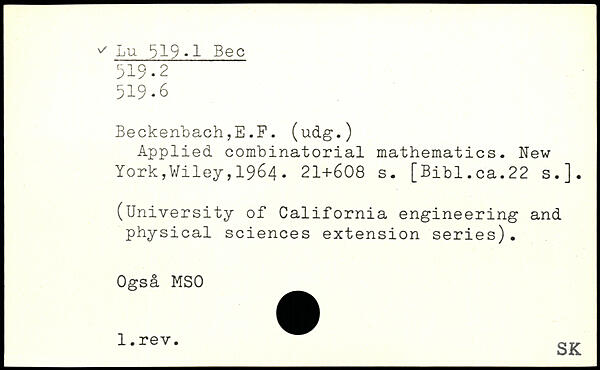 ✓ Lu 519.1 Bec
519.2
519.6
Beckenbach,E.F. (udg.)
Applied combinatorial mathematics. New
York,Wiley,1964. 21+608 s. [Bibl.ca.22 s.].
(University of California engineering and
physical sciences extension series).
Også MSO
1.rev.
SK